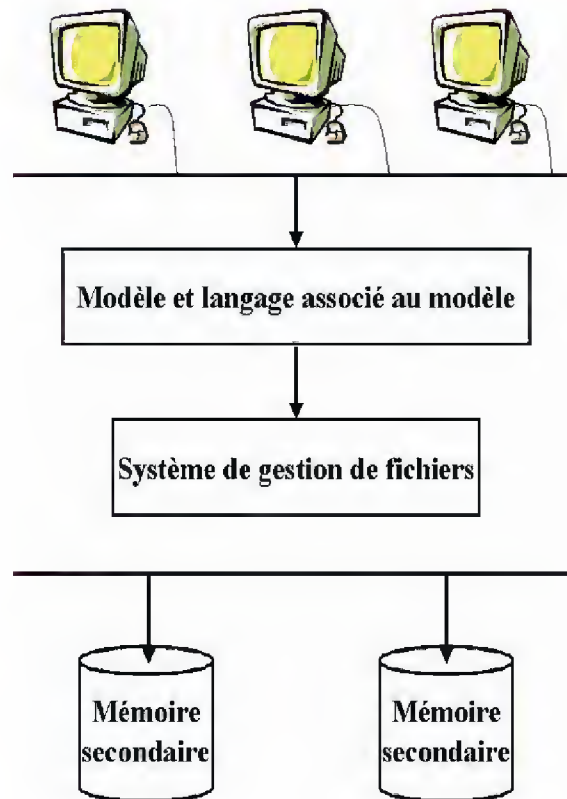 Modèle et langage associé au modèle
Système de gestion de fichiers
Mémoire
secondaire
Mémoire
secondaire